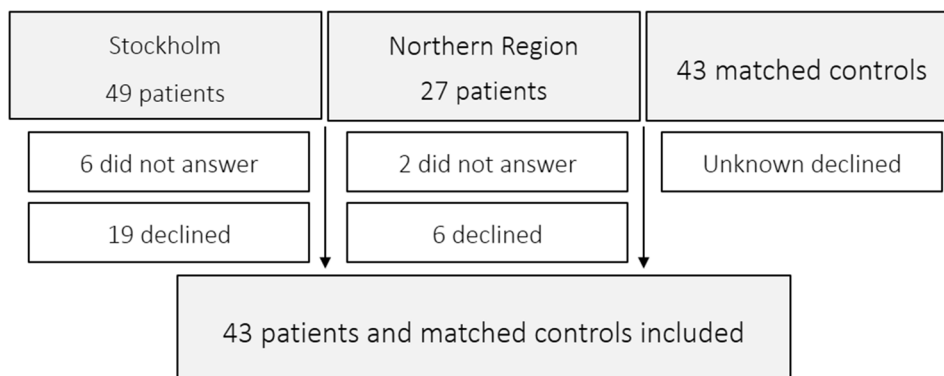 Stockholm
49 patients
Northern Region
27 patients
43 matched controls
6 did not answer
2 did not answer
Unknown declined
19 declined
6 declined
43 patients and matched controls included